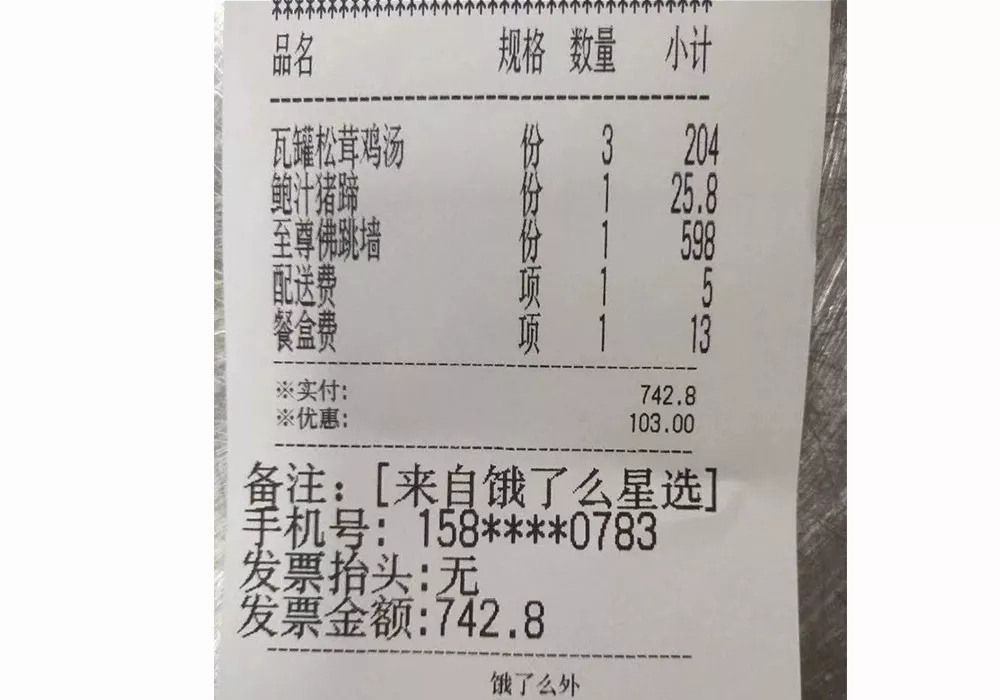 品名 规格 数量 小计
瓦罐松茸鸡汤 份 3 204
鲍汁猪蹄 份 1 25.8
至尊佛跳墙 份 1 598
配送费 项 1 5
餐盒费 项 1 13
※实付: 742.8
※优惠: 103.00
备注：[来自饿了么星选]
手机号: 158****0783
发票抬头:无
发票金额:742.8
饿了么外